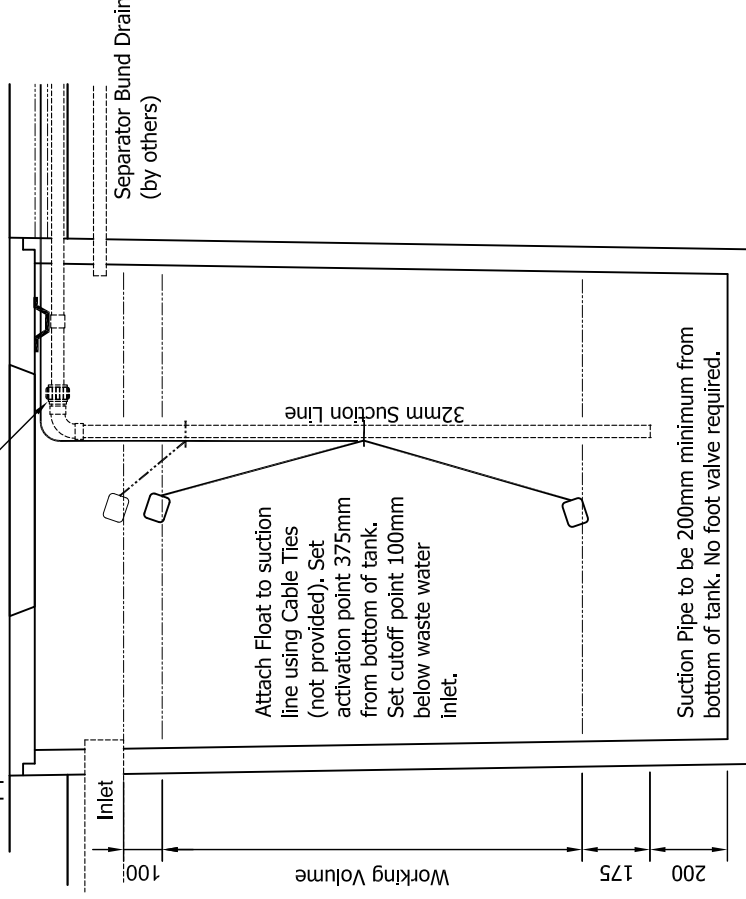 Separator Bund Drain
(by others)
32mm Suction Line
Attach Float to suction
line using Cable Ties
(not provided). Set
activation point 375mm
from bottom of tank.
Set cutoff point 100mm
below waste water
inlet.
Suction Pipe to be 200mm minimum from
bottom of tank. No foot valve required.
Inlet
100
Working Volume
175
200